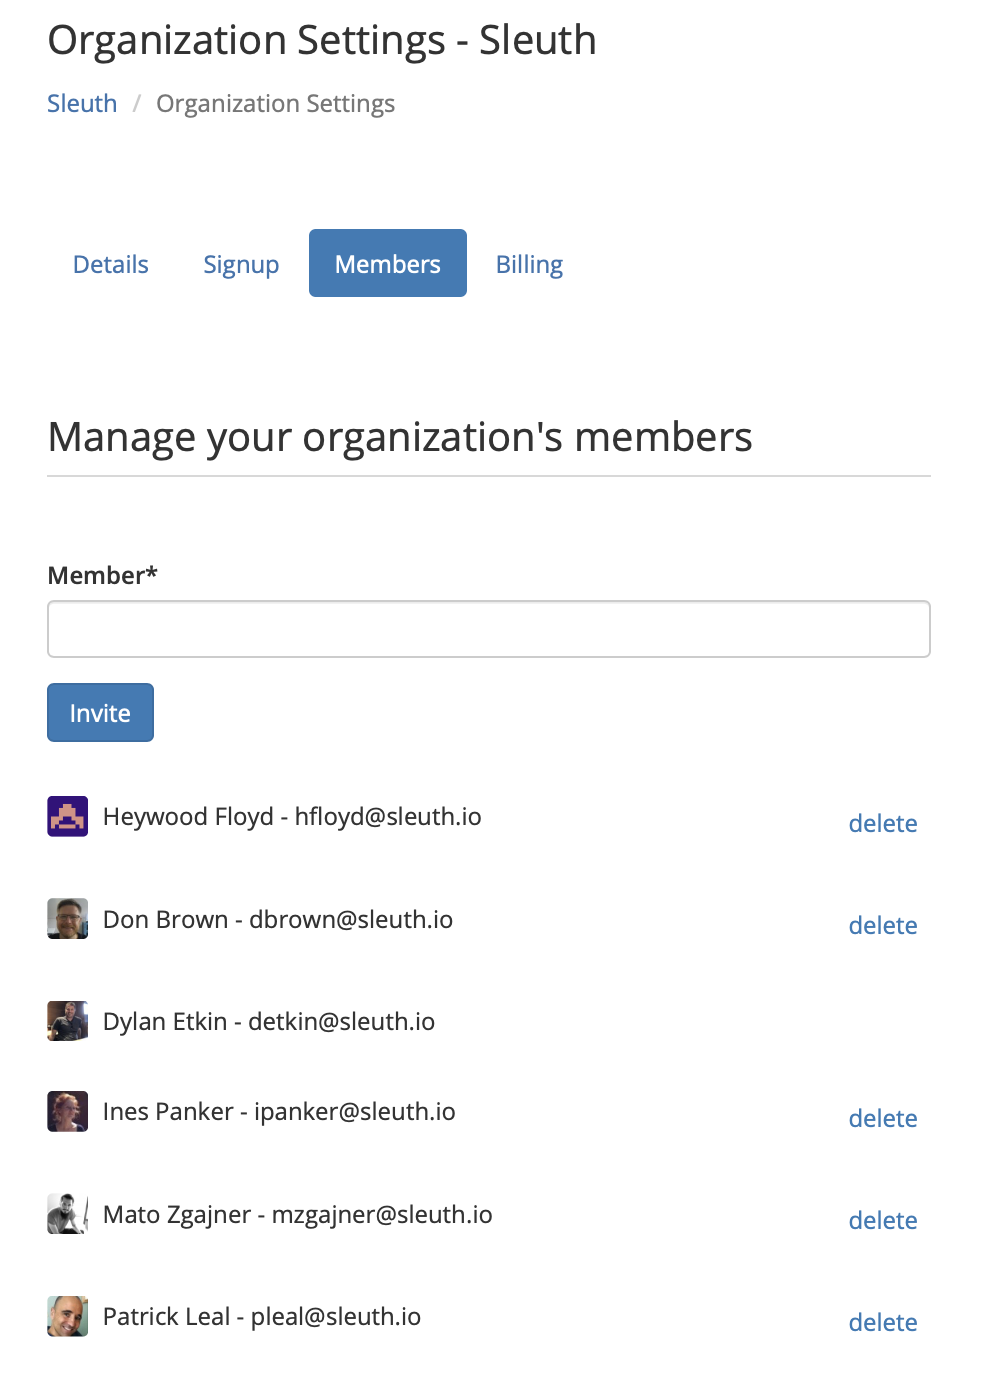 Organization Settings - Sleuth
Sleuth / Organization Settings
Details Signup Members Billing
Manage your organization's members
Member*
Invite
Heywood Floyd - hfloyd@sleuth.io delete
Don Brown - dbrown@sleuth.io delete
Dylan Etkin - detkin@sleuth.io
Ines Panker - ipanker@sleuth.io delete
Mato Zgajner - mzgajner@sleuth.io delete
Patrick Leal - pleal@sleuth.io delete